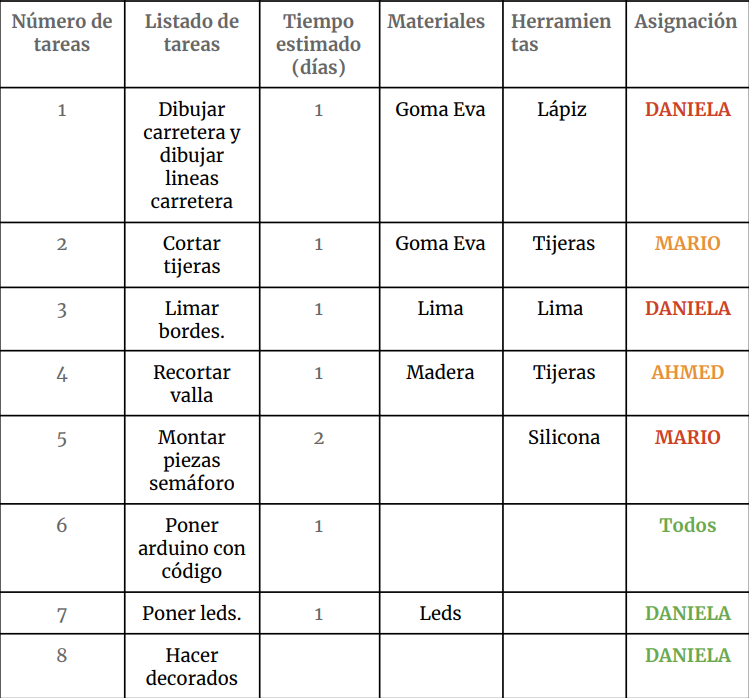 Número de tareas | Listado de tareas | Tiempo estimado (días) | Materiales | Herramientas | Asignación
1 | Dibujar carretera y dibujar lineas carretera | 1 | Goma Eva | Lápiz | DANIELA
2 | Cortar tijeras | 1 | Goma Eva | Tijeras | MARIO
3 | Limar bordes. | 1 | Lima | Lima | DANIELA
4 | Recortar valla | 1 | Madera | Tijeras | AHMED
5 | Montar piezas semáforo | 2 | | Silicona | MARIO
6 | Poner arduino con código | 1 | | | Todos
7 | Poner leds. | 1 | Leds | | DANIELA
8 | Hacer decorados | | | | DANIELA